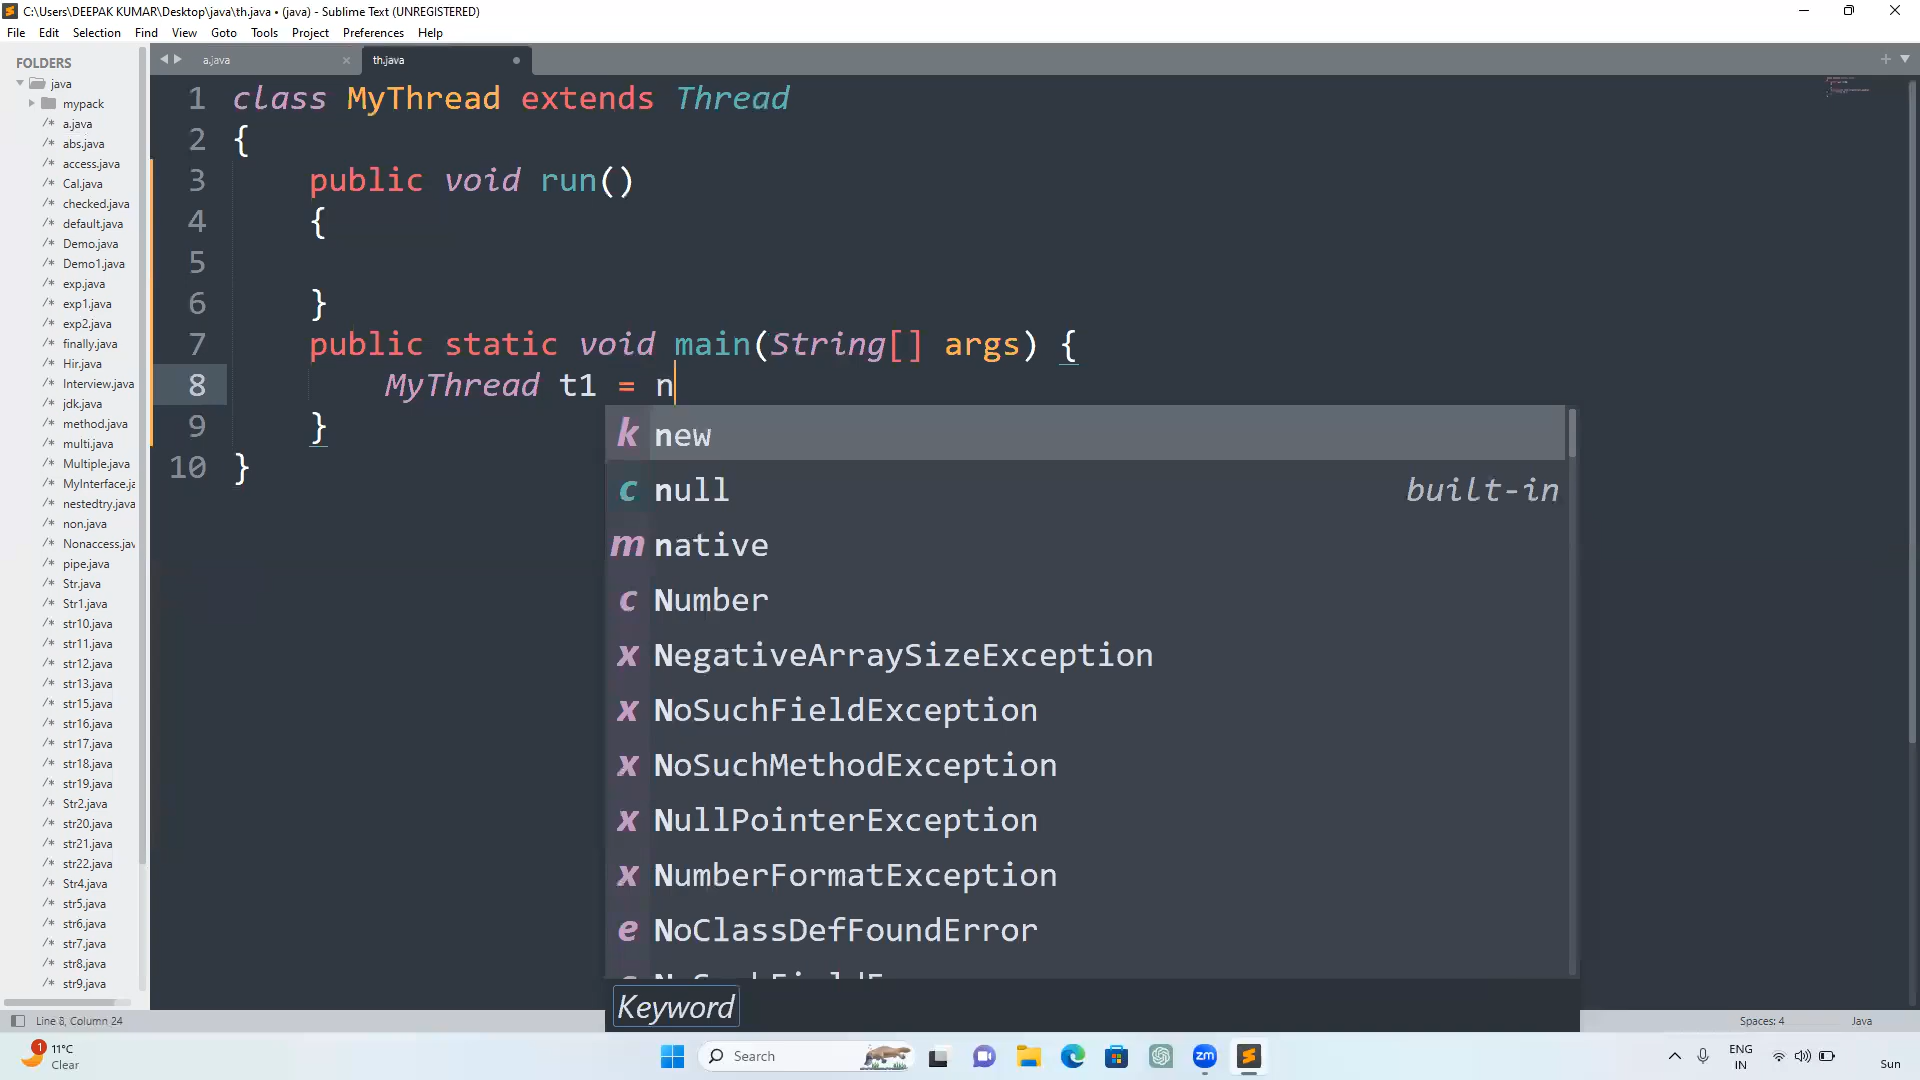 C:\Users\DEEPAK KUMAR\Desktop\java\th.java • (java) - Sublime Text (UNREGISTERED)
File Edit Selection Find View Goto Tools Project Preferences Help
FOLDERS
java
mypack
a.java
abs.java
access.java
Cal.java
checked.java
default.java
Demo.java
Demo1.java
exp.java
exp1.java
exp2.java
finally.java
Hir.java
Interview.java
jdk.java
method.java
multi.java
Multiple.java
MyInterface.ja
nestedtry.java
non.java
Nonaccess.jav
pipe.java
Str.java
Str1.java
str10.java
str11.java
str12.java
str13.java
str15.java
str16.java
str17.java
str18.java
str19.java
Str2.java
str20.java
str21.java
str22.java
Str4.java
str5.java
str6.java
str7.java
str8.java
str9.java
a.java
th.java
1 class MyThread extends Thread
2 {
3 public void run()
4 {
5
6 }
7 public static void main(String[] args) {
8 MyThread t1 = n
9 }
10 }
k new
c null built-in
m native
c Number
x NegativeArraySizeException
x NoSuchFieldException
x NoSuchMethodException
x NullPointerException
x NumberFormatException
e NoClassDefFoundError
Keyword
Line 8, Column 24
Spaces: 4
Java
1
11°C
Clear
Search
zm
ENG
IN
Sun